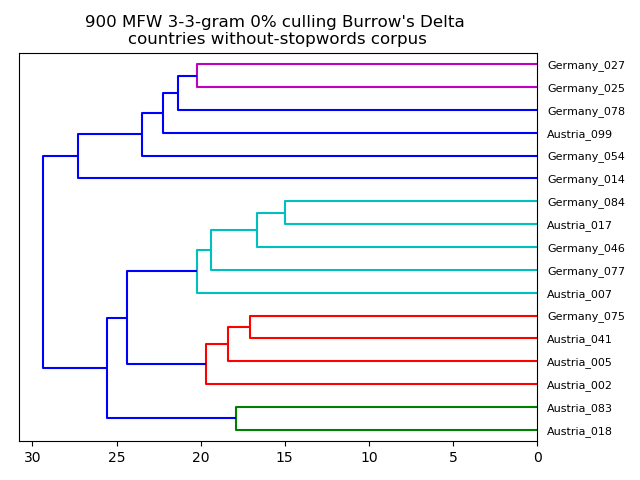 900 MFW 3-3-gram 0% culling Burrow's Delta
countries without-stopwords corpus
Germany_027
Germany_025
Germany_078
Austria_099
Germany_054
Germany_014
Germany_084
Austria_017
Germany_046
Germany_077
Austria_007
Germany_075
Austria_041
Austria_005
Austria_002
Austria_083
Austria_018
30 25 20 15 10 5 0